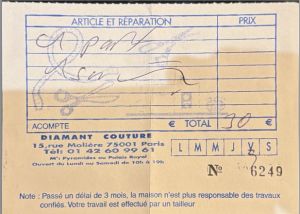 ARTICLE ET RÉPARATION PRIX
ACOMPTE € TOTAL 30 €
DIAMANT COUTURE
15, rue Molière 75001 Paris
Tél. 01 42 60 99 61
M° : Pyramides ou Palais Royal
Ouvert du Lundi au Samedi de 10h à 19h
L M M J V S
N° 6249
Note : Passé un délai de 3 mois, la maison n'est plus responsable des travaux
confiés. Votre travail est effectué par un tailleur